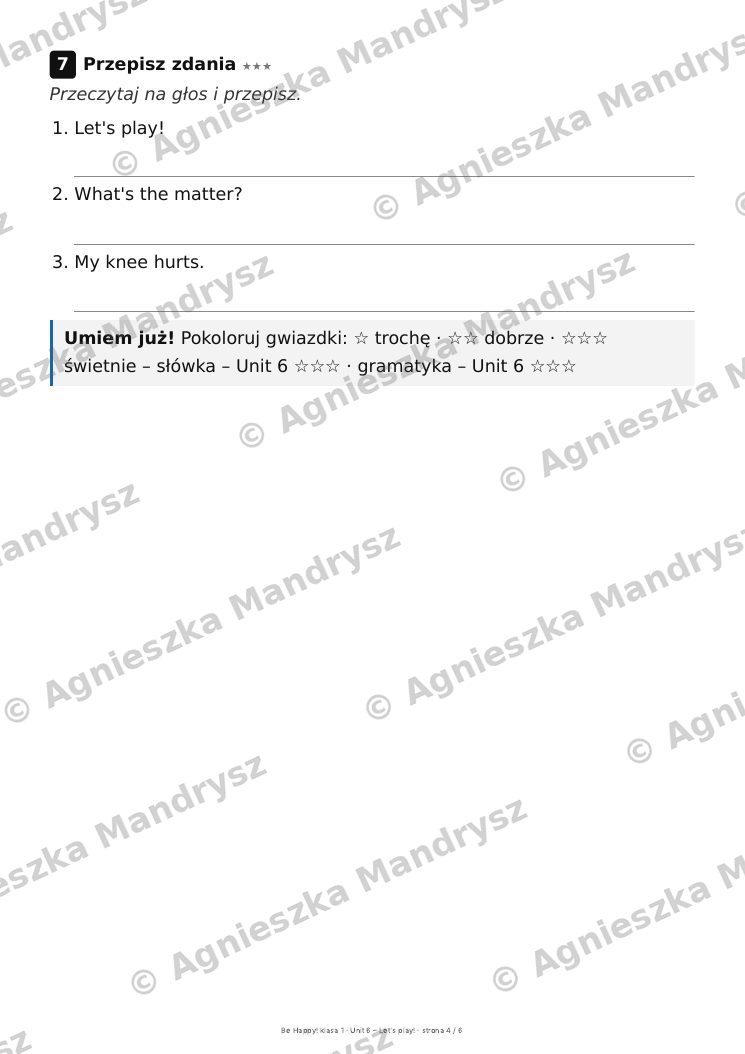 7 Przepisz zdania ★★★
Przeczytaj na głos i przepisz.
1. Let's play!
2. What's the matter?
3. My knee hurts.
Umiem już! Pokoloruj gwiazdki: ☆ trochę · ☆☆ dobrze · ☆☆☆
świetnie – słówka – Unit 6 ☆☆☆ · gramatyka – Unit 6 ☆☆☆
© Agnieszka Mandrysz
Be Happy! klasa 1 · Unit 6 – Let's play! · strona 4 / 6